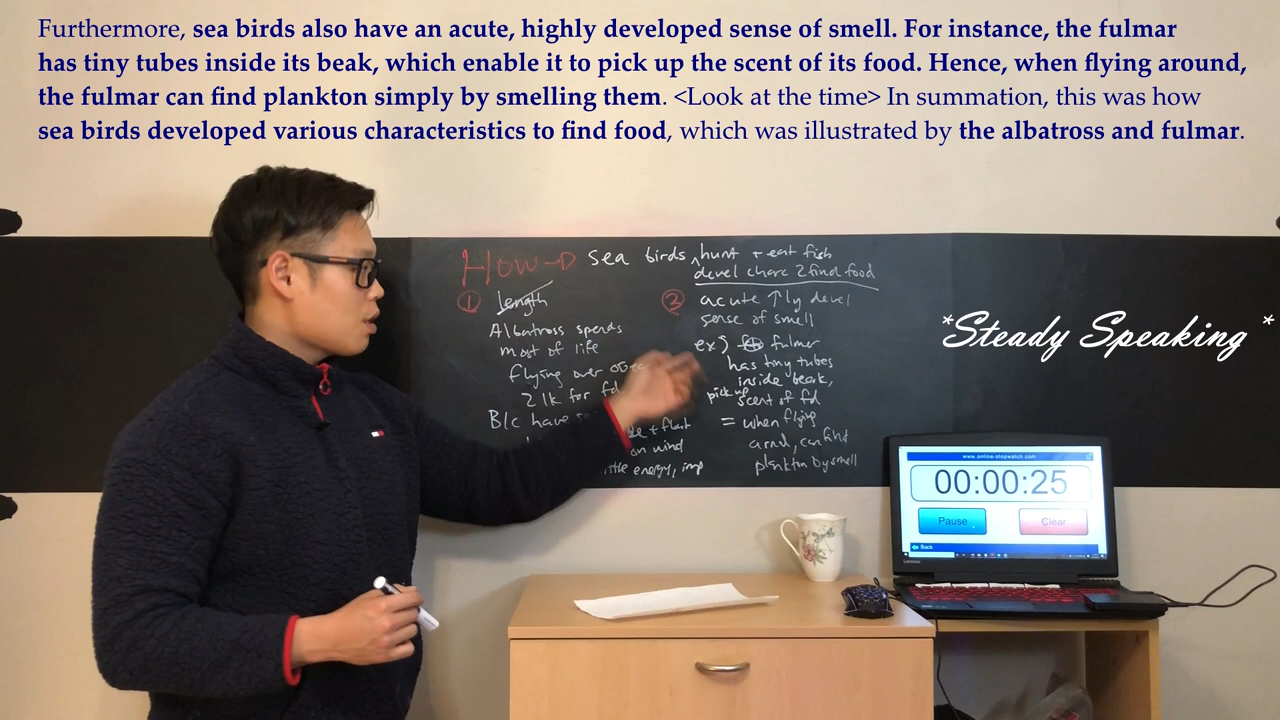 Furthermore, sea birds also have an acute, highly developed sense of smell. For instance, the fulmar
has tiny tubes inside its beak, which enable it to pick up the scent of its food. Hence, when flying around,
the fulmar can find plankton simply by smelling them. <Look at the time> In summation, this was how
sea birds developed various characteristics to find food, which was illustrated by the albatross and fulmar.
HOW → sea birds ^ hunt + eat fish
devel charc 2 find food
① length
Albatross spends
most of life
flying over
2 lk for fd
B/c have
+ float
on wind
energy, imp
② acute ↑ly devel
sense of smell
ex) fulmar
has tiny tubes
inside beak,
pick up scent of fd
= when flying
arnd, can find
plankton by smell
*Steady Speaking *
www.online-stopwatch.com
00:00:25
Pause Clear
Back
Lenovo